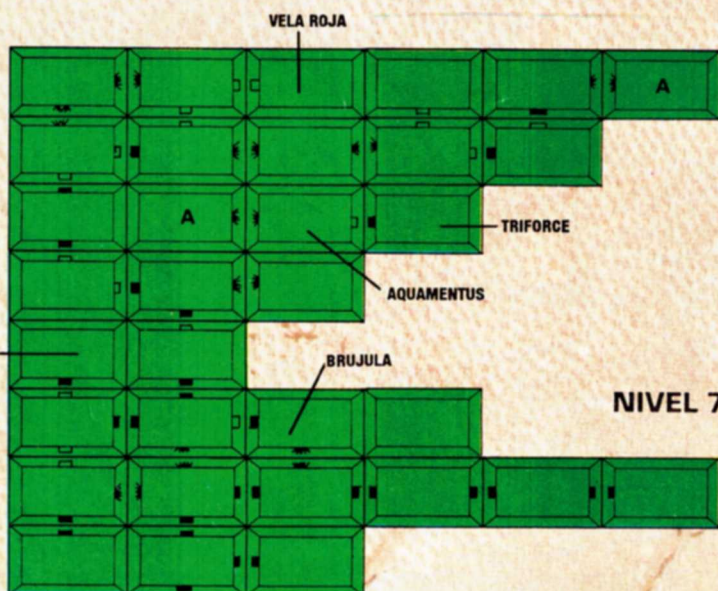 VELA ROJA
A
A
TRIFORCE
AQUAMENTUS
BRUJULA
NIVEL 7